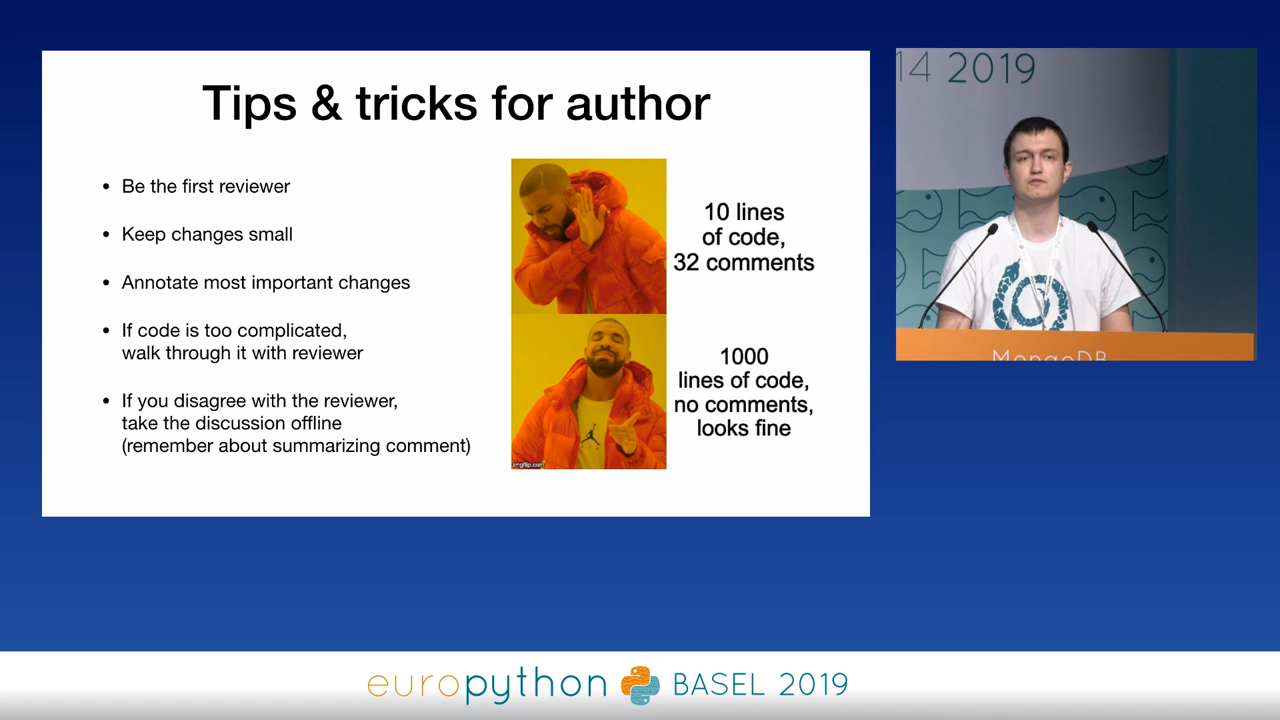 Tips & tricks for author
• Be the first reviewer
• Keep changes small
• Annotate most important changes
• If code is too complicated,
walk through it with reviewer
• If you disagree with the reviewer,
take the discussion offline
(remember about summarizing comment)
10 lines
of code,
32 comments
1000
lines of code,
no comments,
looks fine
imgflip.com
14 2019
MongoDB
europython BASEL 2019